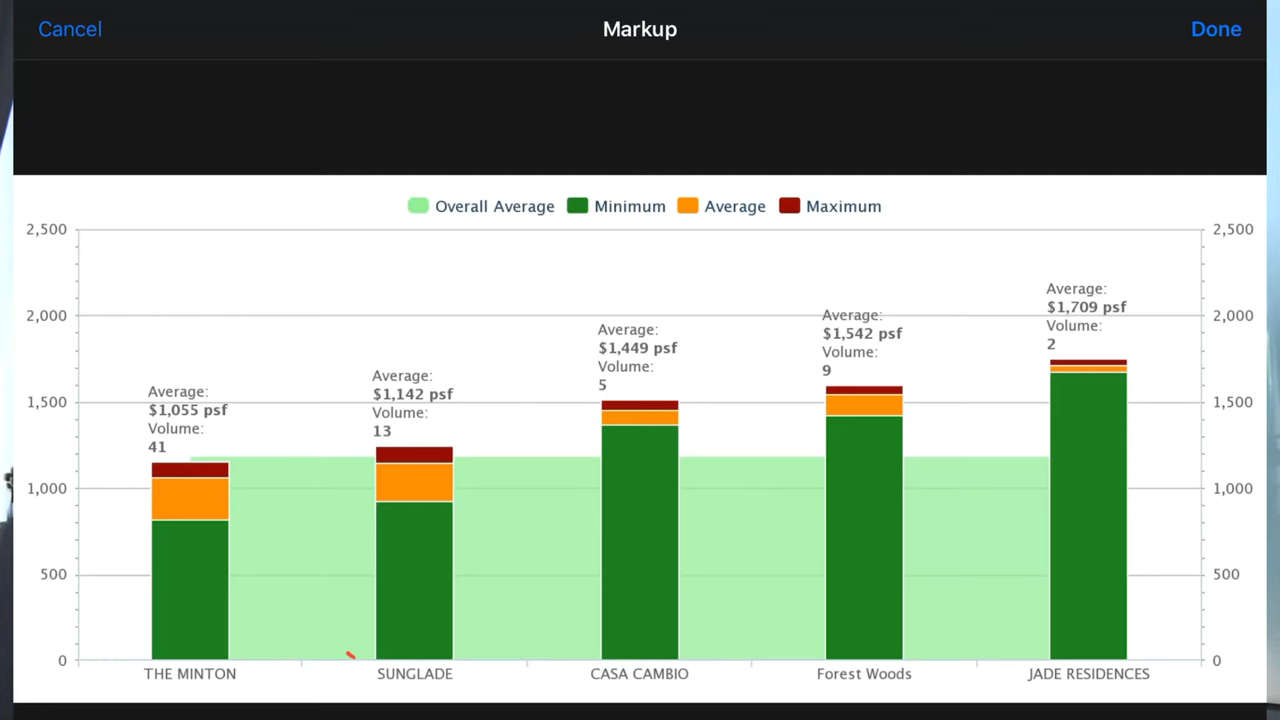 Cancel
Markup
Done
Overall Average
Minimum
Average
Maximum
2,500
2,000
1,500
1,000
500
0
Average:
$1,055 psf
Volume:
41
Average:
$1,142 psf
Volume:
13
Average:
$1,449 psf
Volume:
5
Average:
$1,542 psf
Volume:
9
Average:
$1,709 psf
Volume:
2
2,500
2,000
1,500
1,000
500
0
THE MINTON
SUNGLADE
CASA CAMBIO
Forest Woods
JADE RESIDENCES